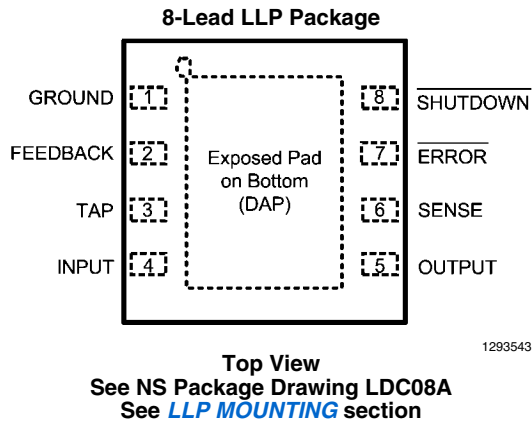 8-Lead LLP Package
GROUND 1 8 SHUTDOWN
FEEDBACK 2 7 ERROR
TAP 3 6 SENSE
INPUT 4 5 OUTPUT
Exposed Pad
on Bottom
(DAP)
1293543
Top View
See NS Package Drawing LDC08A
See LLP MOUNTING section